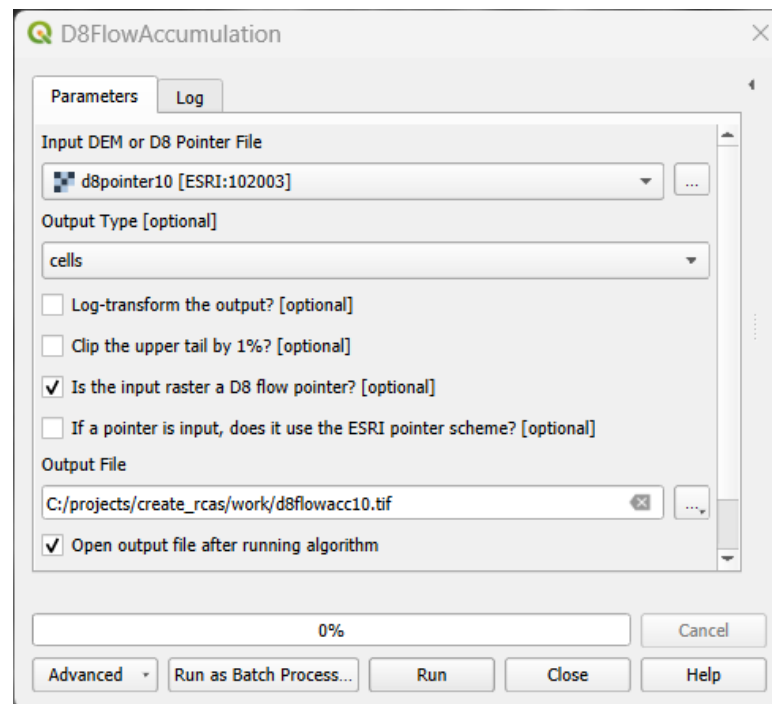 D8FlowAccumulation
Parameters
Log
Input DEM or D8 Pointer File
d8pointer10 [ESRI:102003]
...
Output Type [optional]
cells
Log-transform the output? [optional]
Clip the upper tail by 1%? [optional]
Is the input raster a D8 flow pointer? [optional]
If a pointer is input, does it use the ESRI pointer scheme? [optional]
Output File
C:/projects/create_rcas/work/d8flowacc10.tif
...
Open output file after running algorithm
0%
Cancel
Advanced
Run as Batch Process...
Run
Close
Help